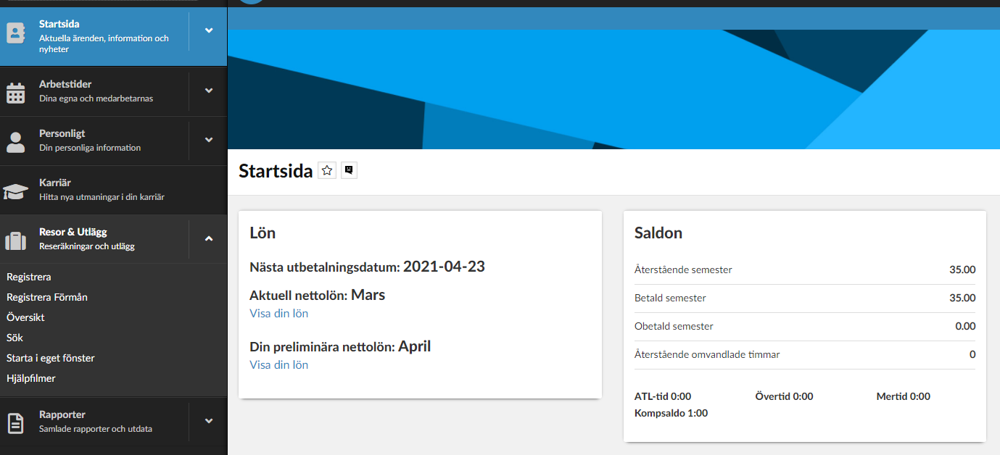 Startsida
Aktuella ärenden, information och
nyheter
Arbetstider
Dina egna och medarbetarnas
Personligt
Din personliga information
Karriär
Hitta nya utmaningar i din karriär
Resor & Utlägg
Reseräkningar och utlägg
Registrera
Registrera Förmån
Översikt
Sök
Starta i eget fönster
Hjälpfilmer
Rapporter
Samlade rapporter och utdata
Startsida
Lön
Nästa utbetalningsdatum: 2021-04-23
Aktuell nettolön: Mars
Visa din lön
Din preliminära nettolön: April
Visa din lön
Saldon
Återstående semester 35.00
Betald semester 35.00
Obetald semester 0.00
Återstående omvandlade timmar 0
ATL-tid 0:00 Övertid 0:00 Mertid 0:00
Kompsaldo 1:00